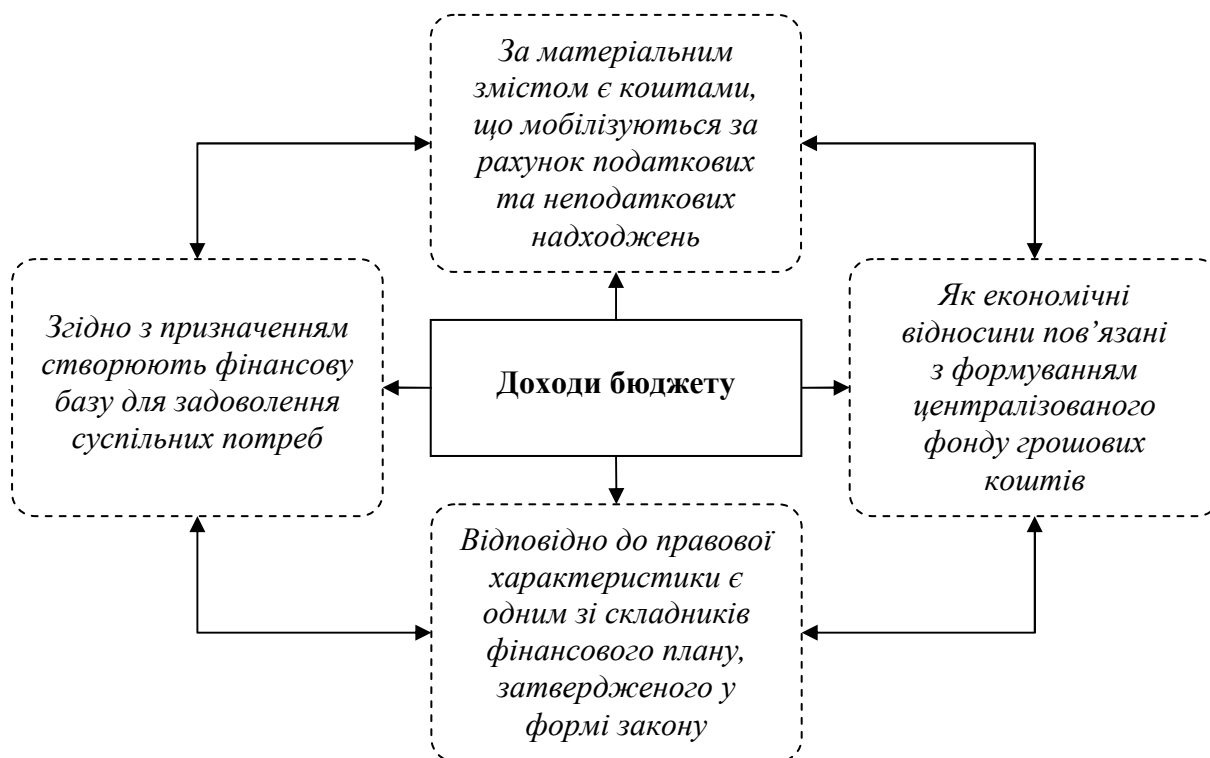 За матеріальним
змістом є коштами,
що мобілізуються за
рахунок податкових
та неподаткових
надходжень
Згідно з призначенням
створюють фінансову
базу для задоволення
суспільних потреб
Доходи бюджету
Як економічні
відносини пов’язані
з формуванням
централізованого
фонду грошових
коштів
Відповідно до правової
характеристики є
одним зі складників
фінансового плану,
затвердженого у
формі закону